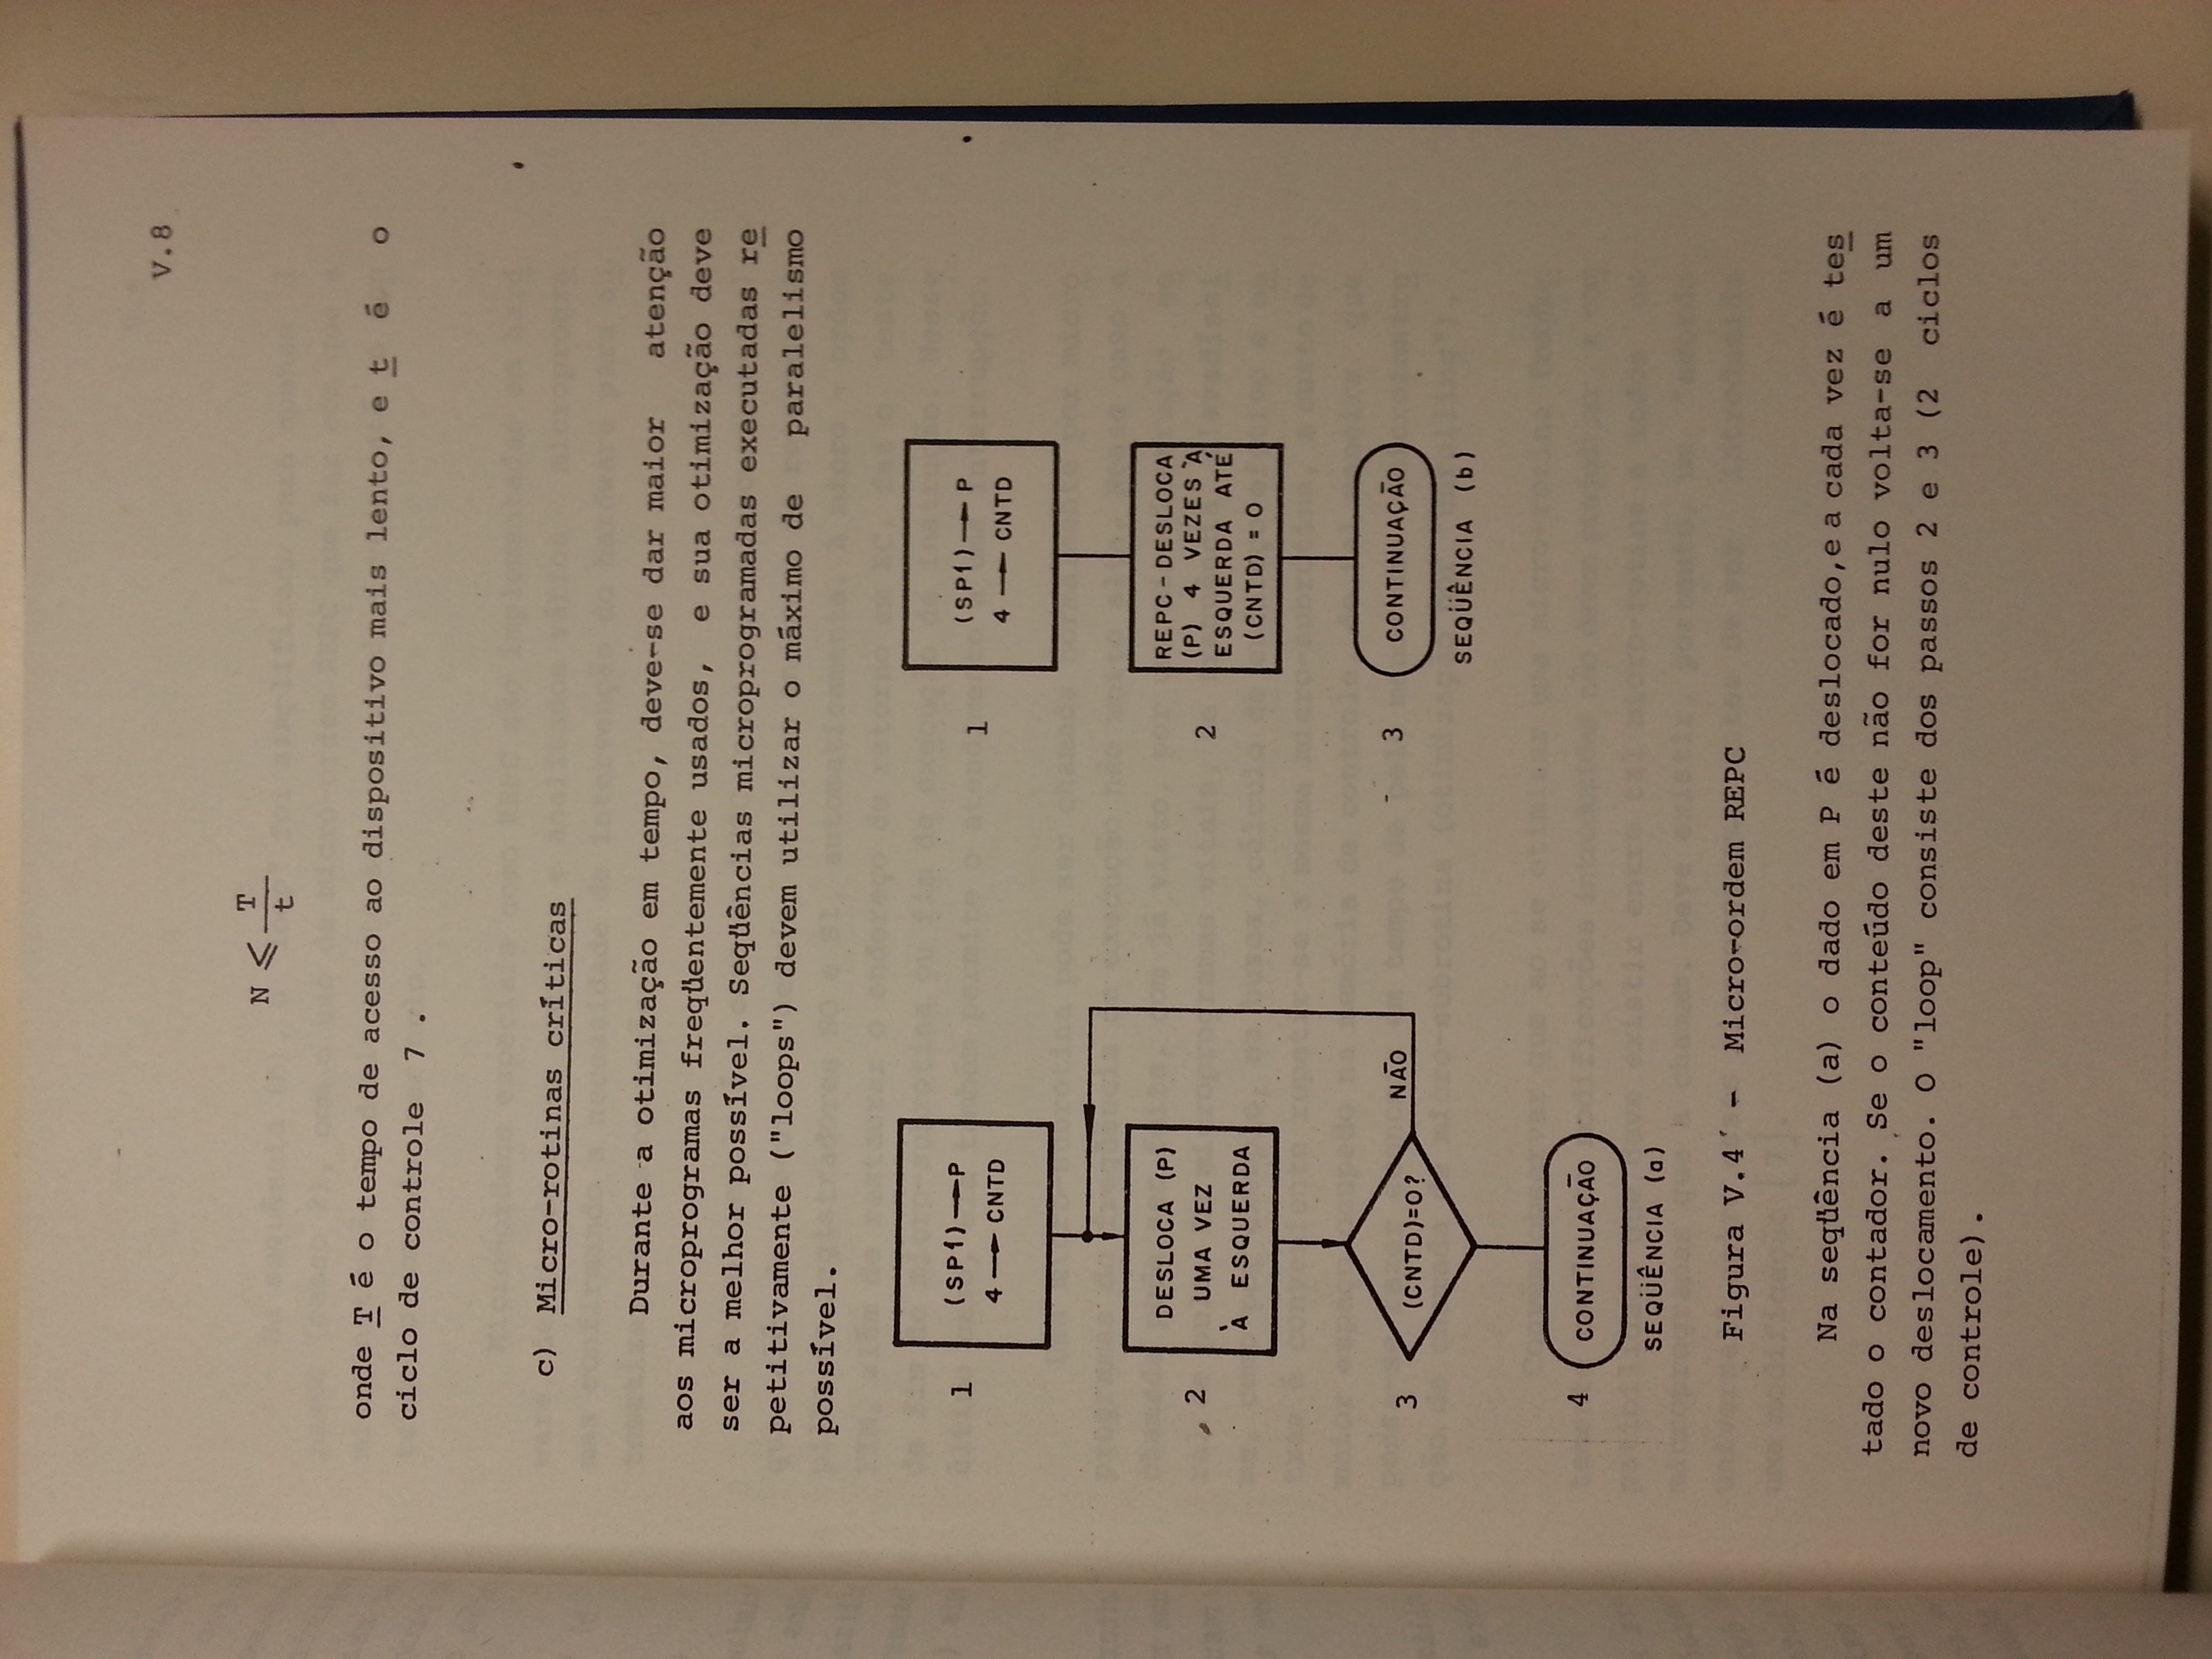 V.8
N ⩽ T
t
onde T é o tempo de acesso ao dispositivo mais lento, e t é o
ciclo de controle 7 .
c) Micro-rotinas críticas
Durante a otimização em tempo, deve-se dar maior atenção
aos microprogramas freqüentemente usados, e sua otimização deve
ser a melhor possível. Seqüências microprogramadas executadas re
petitivamente ("loops") devem utilizar o máximo de paralelismo
possível.
1
(SP1)→P
4 → CNTD
2
DESLOCA (P)
UMA VEZ
À ESQUERDA
3
(CNTD)=0?
NÃO
4
CONTINUAÇÃO
SEQÜÊNCIA (a)
1
(SP1)→P
4 → CNTD
2
REPC-DESLOCA
(P) 4 VEZES À
ESQUERDA ATÉ
(CNTD) = 0
3
CONTINUAÇÃO
SEQÜÊNCIA (b)
Figura V.4 - Micro-ordem REPC
Na seqüência (a) o dado em P é deslocado, e a cada vez é tes
tado o contador. Se o conteúdo deste não for nulo volta-se a um
novo deslocamento. O "loop" consiste dos passos 2 e 3 (2 ciclos
de controle).